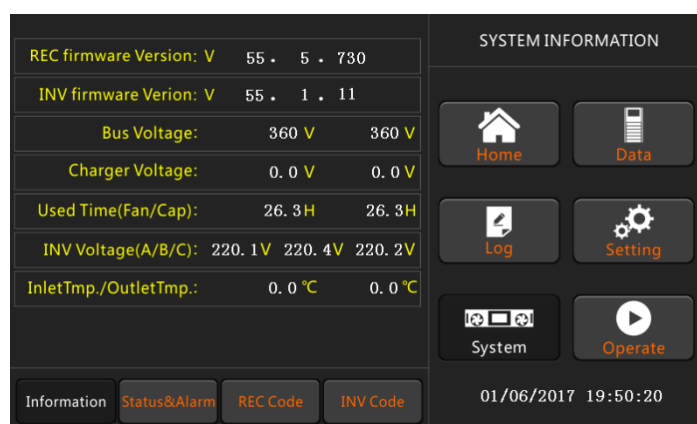 SYSTEM INFORMATION
REC firmware Version: V 55. 5. 730
INV firmware Verion: V 55. 1. 11
Bus Voltage: 360 V 360 V
Charger Voltage: 0.0 V 0.0 V
Used Time(Fan/Cap): 26.3H 26.3H
INV Voltage(A/B/C): 220.1V 220.4V 220.2V
InletTmp./OutletTmp.: 0.0 ℃ 0.0 ℃
Home
Data
Log
Setting
System
Operate
Information
Status&Alarm
REC Code
INV Code
01/06/2017 19:50:20